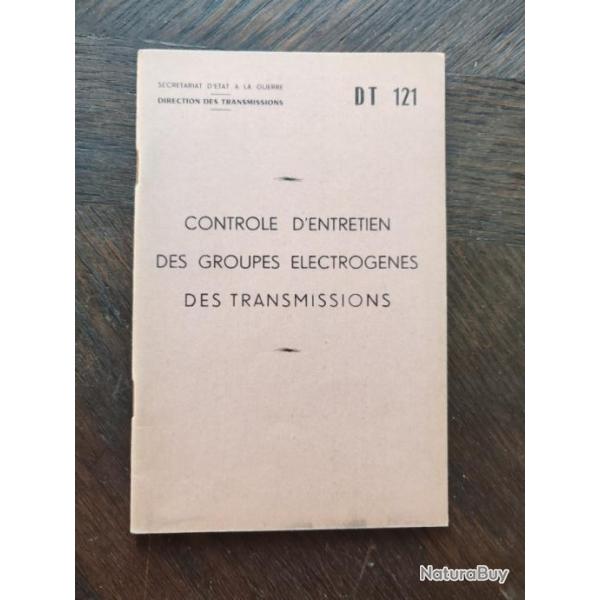 SECRETARIAT D'ETAT A LA GUERRE
DIRECTION DES TRANSMISSIONS
DT 121
CONTROLE D'ENTRETIEN
DES GROUPES ELECTROGENES
DES TRANSMISSIONS
NaturaBuy